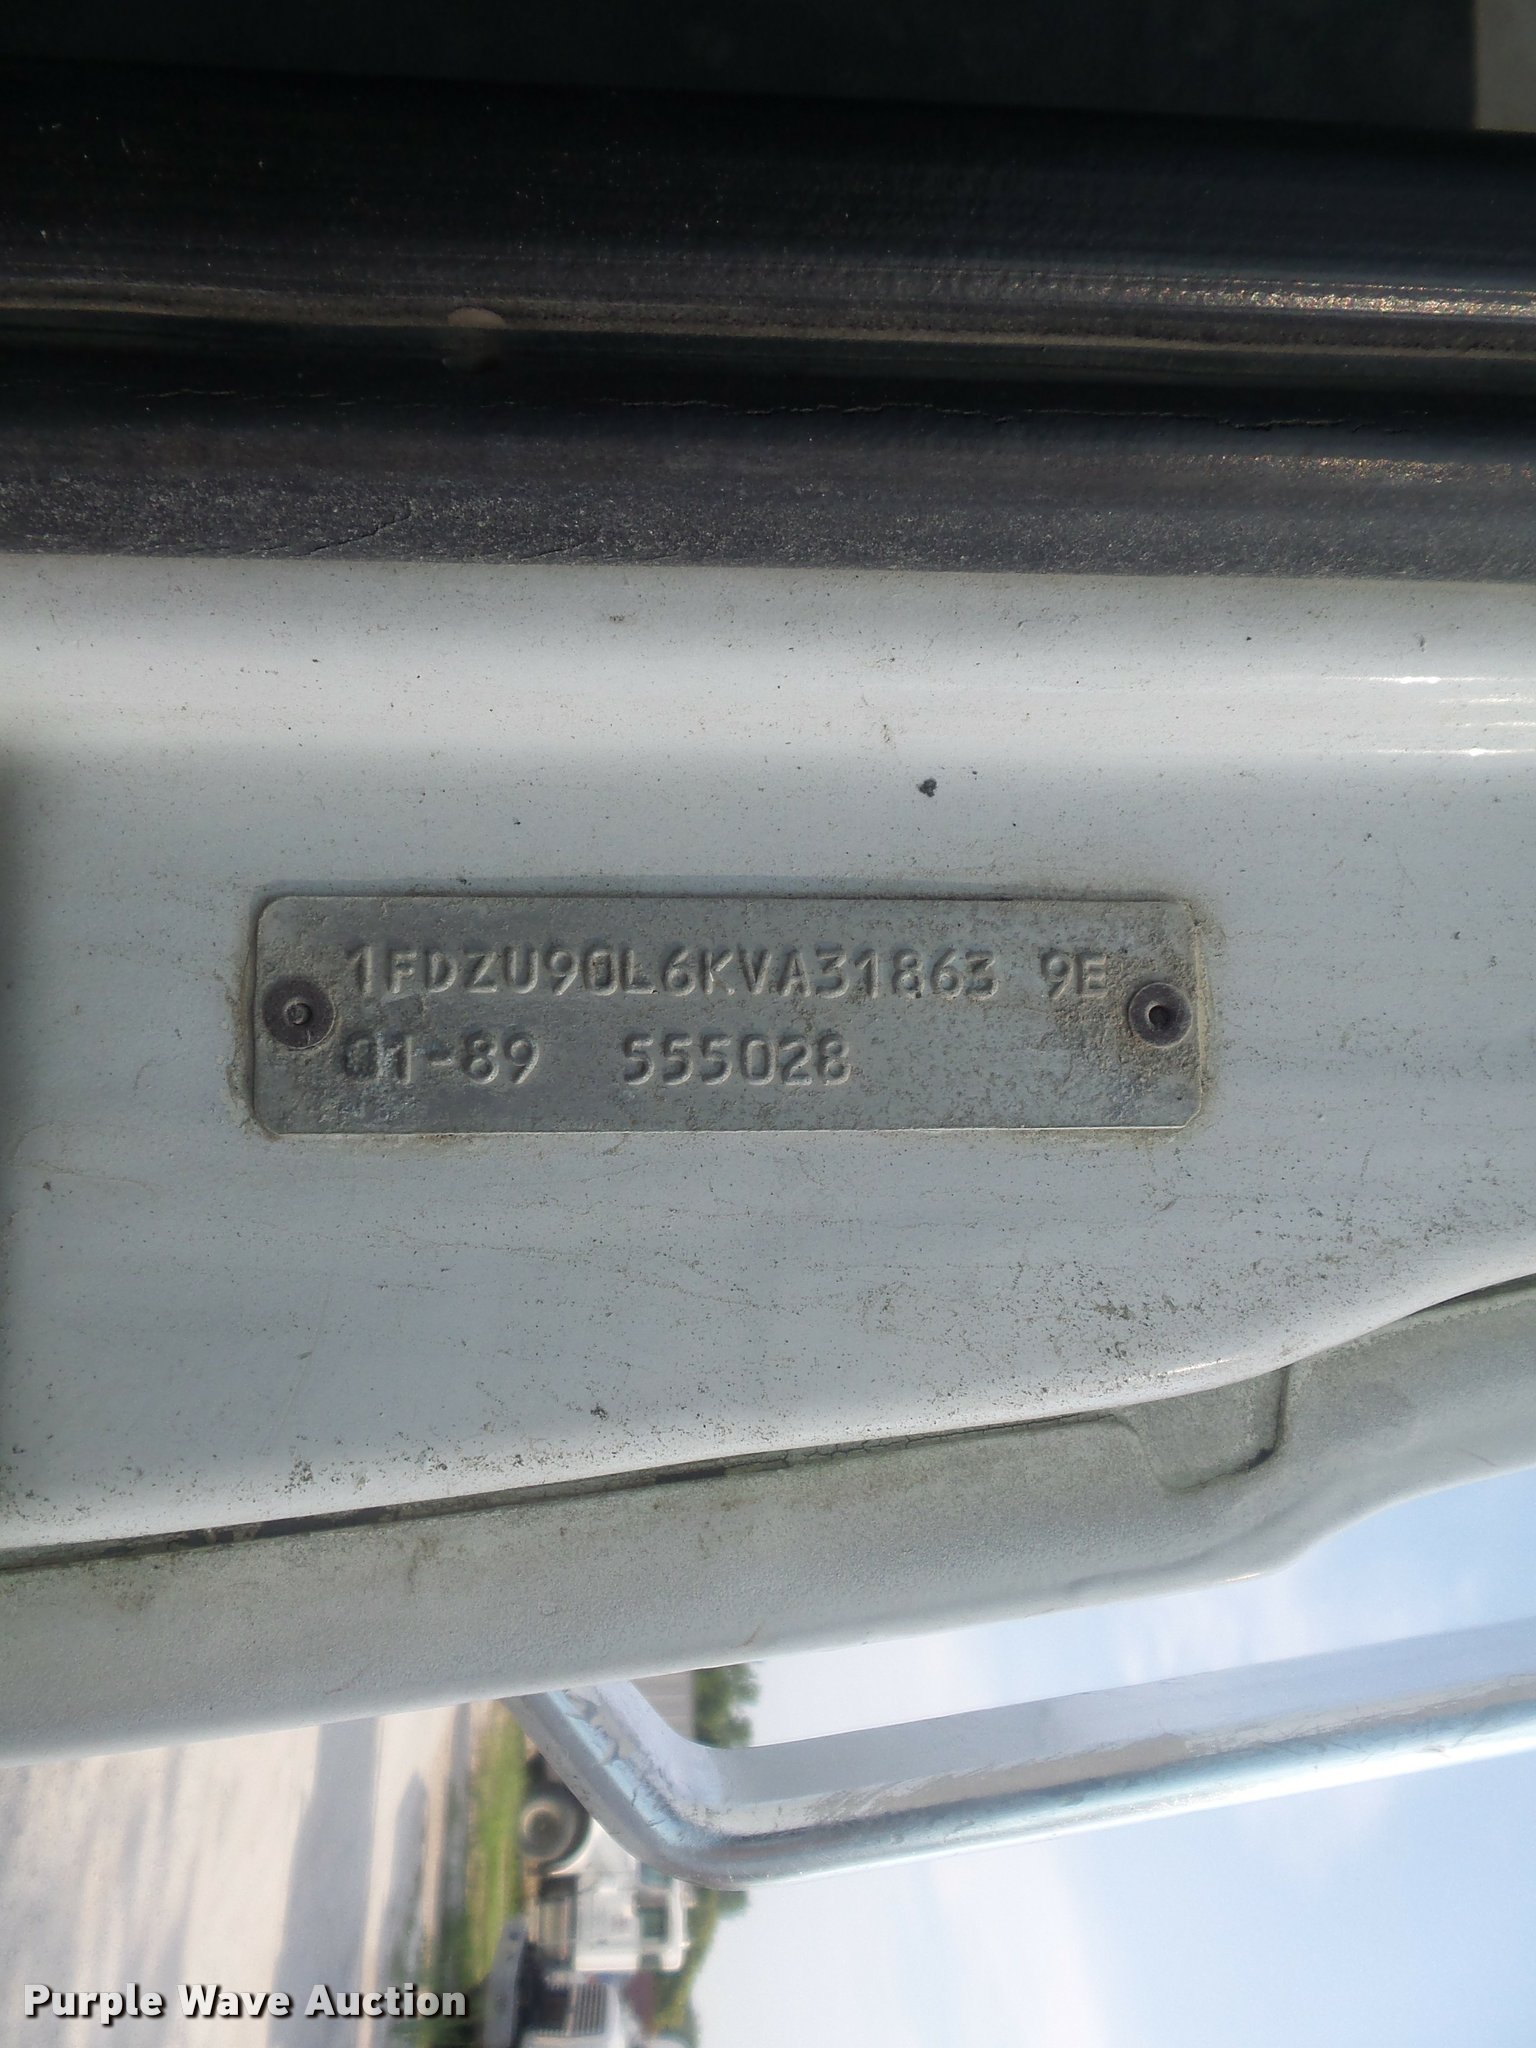 1FDZU90L6KVA31863 9E
01-89 555028
Purple Wave Auction